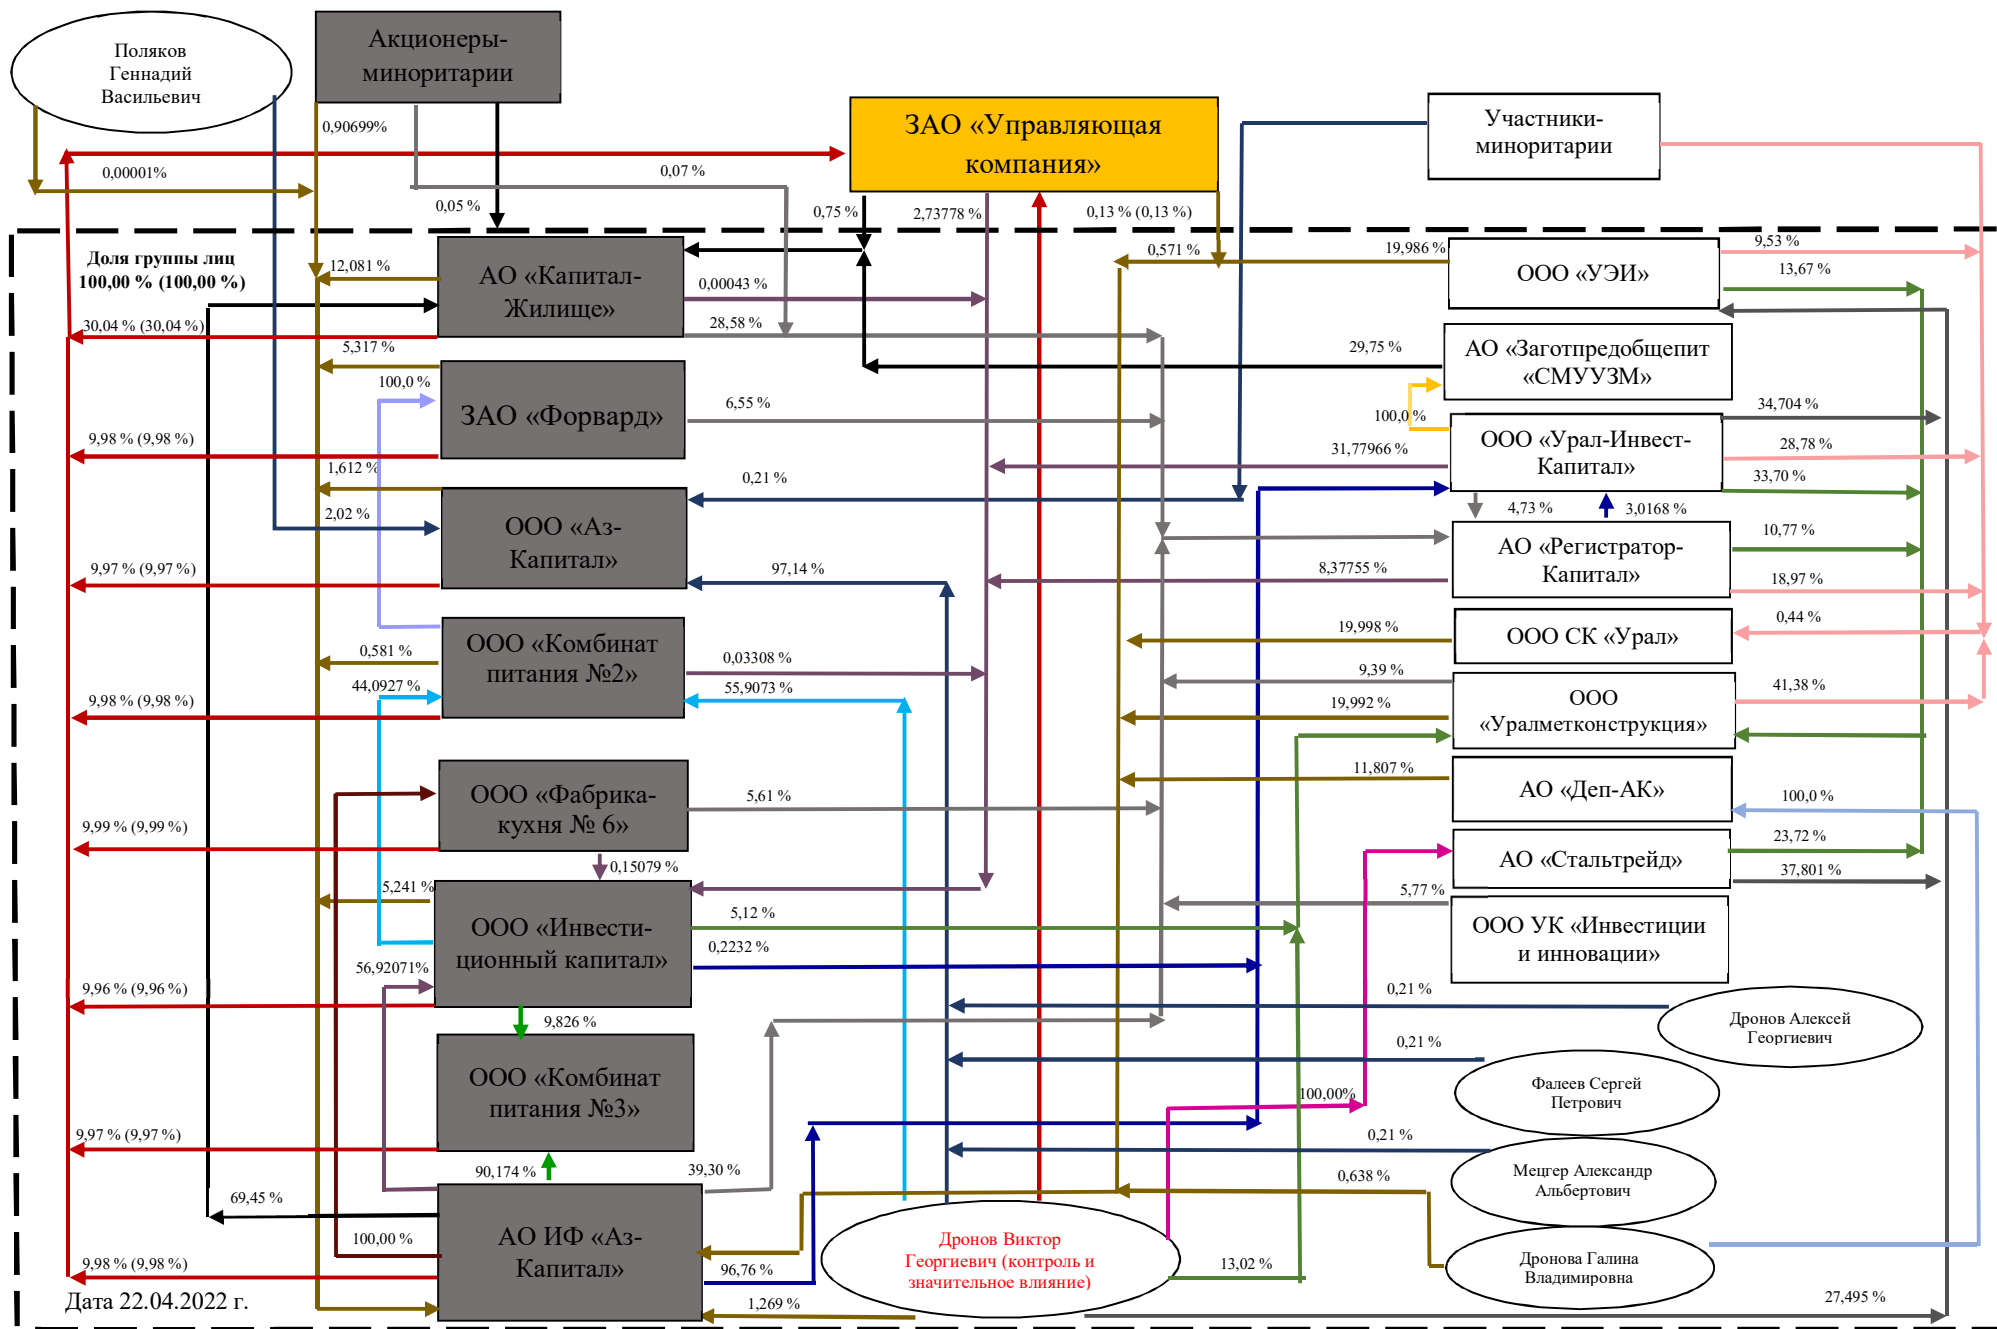 Поляков
Геннадий
Васильевич
Акционеры-
миноритарии
0,90699%
0,00001%
0,07 %
0,05 %
ЗАО «Управляющая
компания»
Участники-
миноритарии
0,75 %
2,73778 %
0,13 % (0,13 %)
Доля группы лиц
100,00 % (100,00 %)
12,081 %
АО «Капитал-
Жилище»
0,00043 %
28,58 %
30,04 % (30,04 %)
0,571 %
19,986 %
ООО «УЭИ»
9,53 %
13,67 %
5,317 %
100,0 %
ЗАО «Форвард»
6,55 %
9,98 % (9,98 %)
29,75 %
АО «Заготпредобщепит
«СМУУЗМ»
100,0 %
34,704 %
ООО «Урал-Инвест-
Капитал»
31,77966 %
28,78 %
33,70 %
1,612 %
0,21 %
2,02 %
ООО «Аз-
Капитал»
97,14 %
9,97 % (9,97 %)
4,73 %
3,0168 %
АО «Регистратор-
Капитал»
8,37755 %
10,77 %
18,97 %
ООО «Комбинат
питания №2»
0,581 %
0,03308 %
44,0927 %
55,9073 %
9,98 % (9,98 %)
19,998 %
ООО СК «Урал»
0,44 %
9,39 %
19,992 %
ООО
«Уралметконструкция»
41,38 %
ООО «Фабрика-
кухня № 6»
5,61 %
9,99 % (9,99 %)
0,15079 %
11,807 %
АО «Деп-АК»
100,0 %
АО «Стальтрейд»
23,72 %
37,801 %
5,241 %
ООО «Инвести-
ционный капитал»
5,12 %
0,2232 %
56,92071%
9,96 % (9,96 %)
9,826 %
5,77 %
ООО УК «Инвестиции
и инновации»
ООО «Комбинат
питания №3»
9,97 % (9,97 %)
90,174 %
39,30 %
0,21 %
Дронов Алексей
Георгиевич
0,21 %
Фалеев Сергей
Петрович
100,00%
0,21 %
Мецгер Александр
Альбертович
0,638 %
69,45 %
100,00 %
АО ИФ «Аз-
Капитал»
9,98 % (9,98 %)
96,76 %
1,269 %
Дронов Виктор
Георгиевич (контроль и
значительное влияние)
13,02 %
Дронова Галина
Владимировна
27,495 %
Дата 22.04.2022 г.